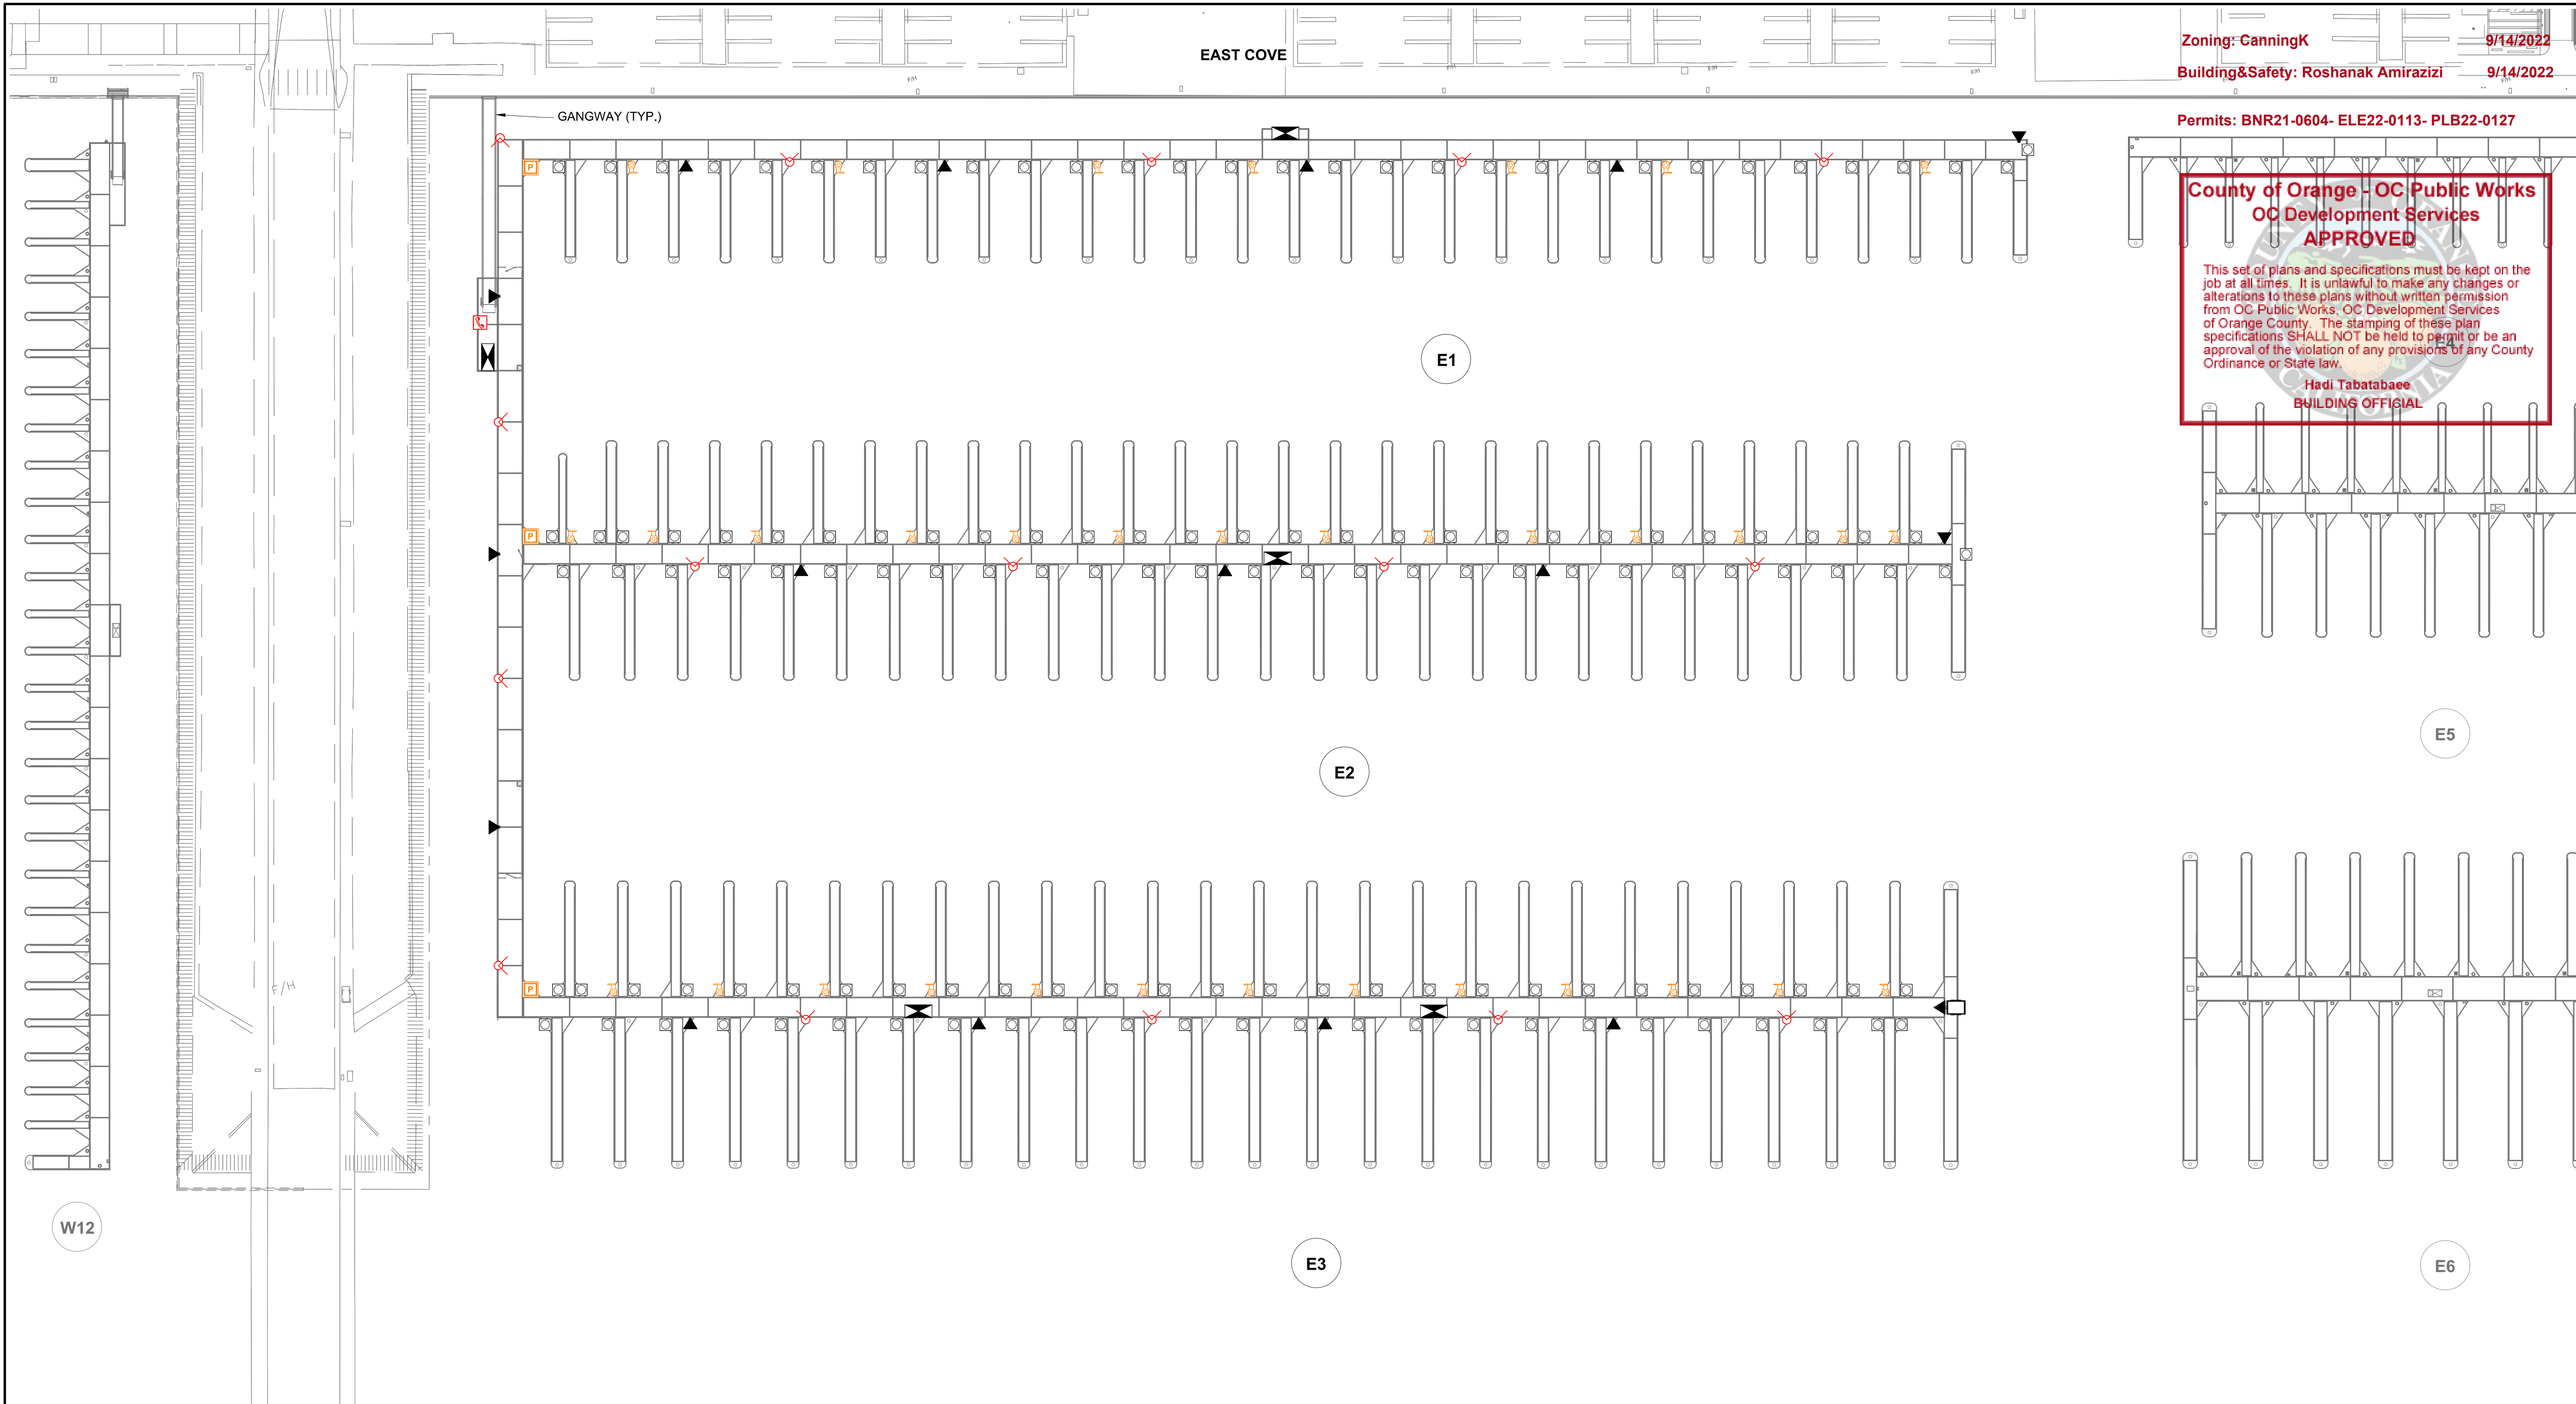 EAST COVE
Zoning: CanningK 9/14/2022
Building&Safety: Roshanak Amirazizi 9/14/2022
F/H
F/H
F/H
F/H
F/H
GANGWAY (TYP.)
Permits: BNR21-0604- ELE22-0113- PLB22-0127
P
County of Orange - OC Public Works
OC Development Services
APPROVED
This set of plans and specifications must be kept on the
job at all times. It is unlawful to make any changes or
alterations to these plans without written permission
from OC Public Works, OC Development Services
of Orange County. The stamping of these plan
specifications SHALL NOT be held to permit or be an
approval of the violation of any provisions of any County
Ordinance or State law.
Hadi Tabatabaee
BUILDING OFFICIAL
E1
E4
P
E5
E2
P
F/H
W12
E3
E6